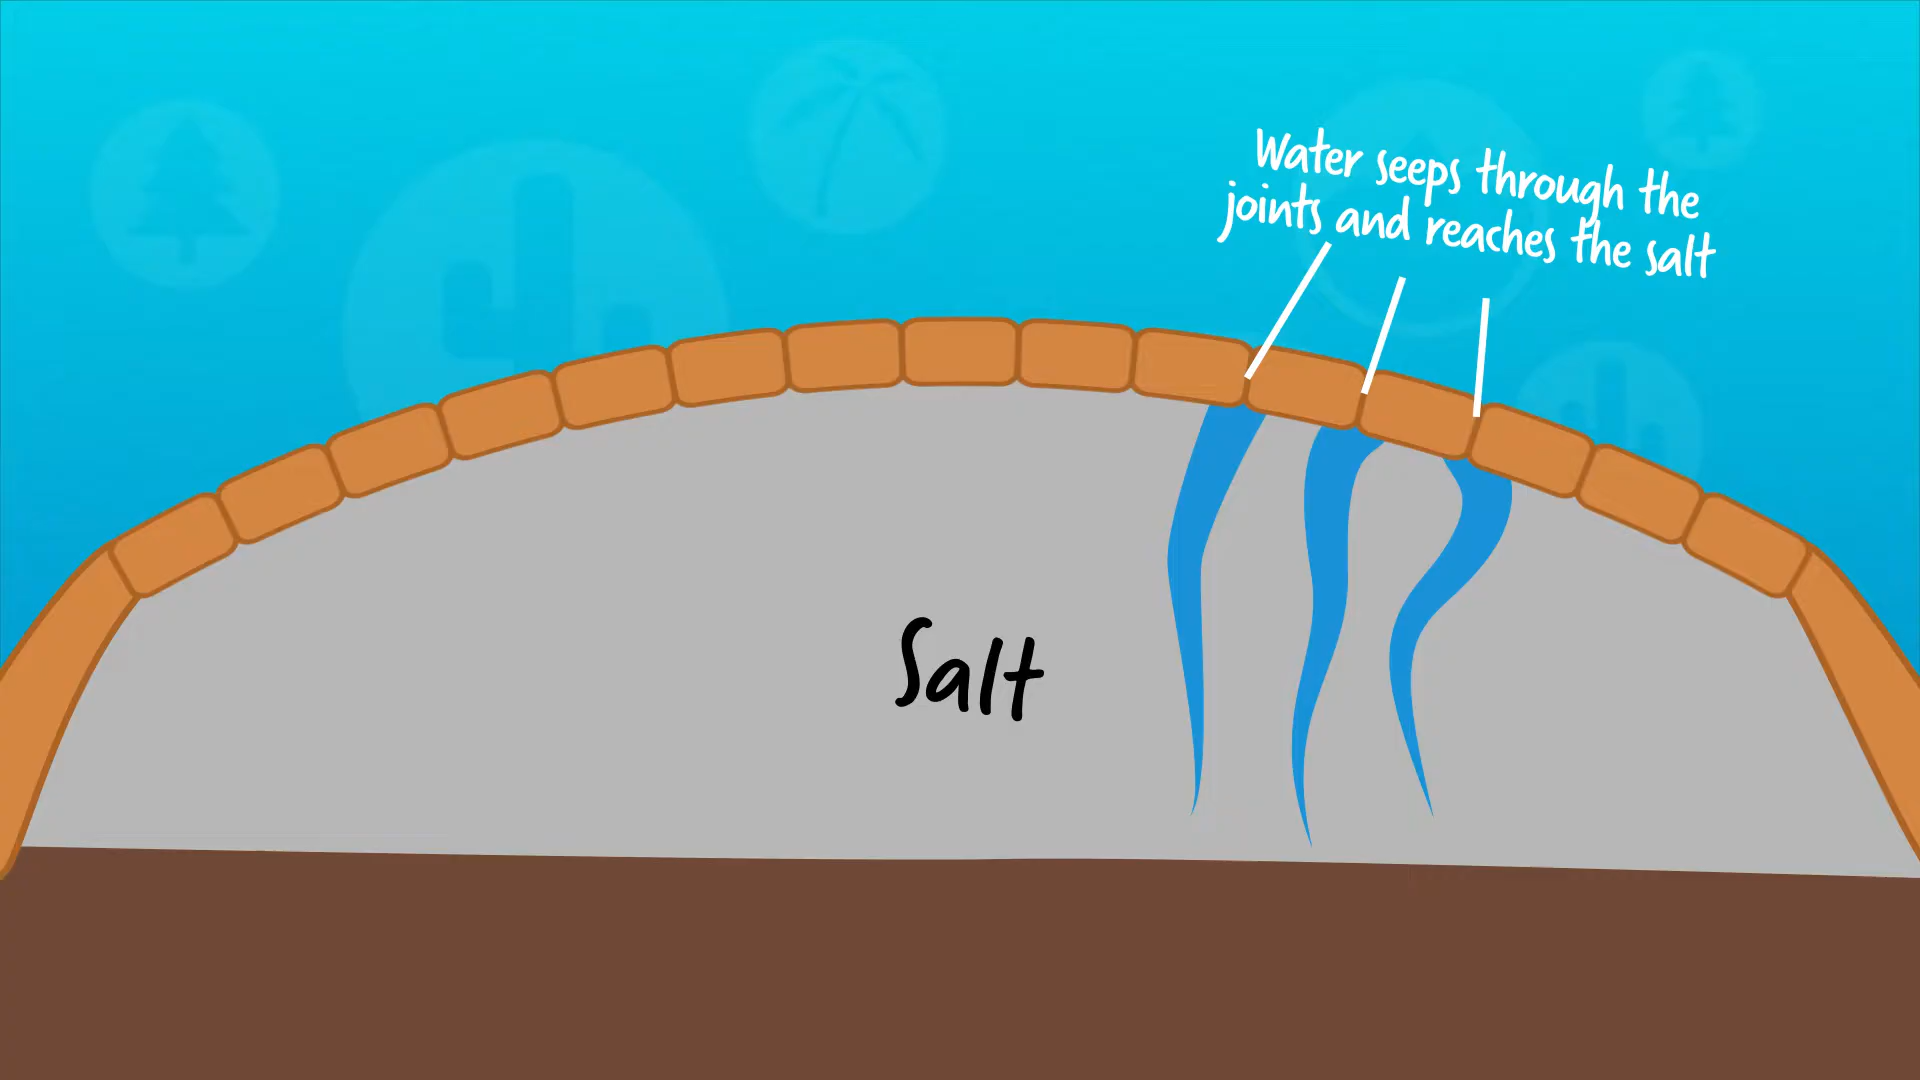 Water seeps through the
joints and reaches the salt
Salt